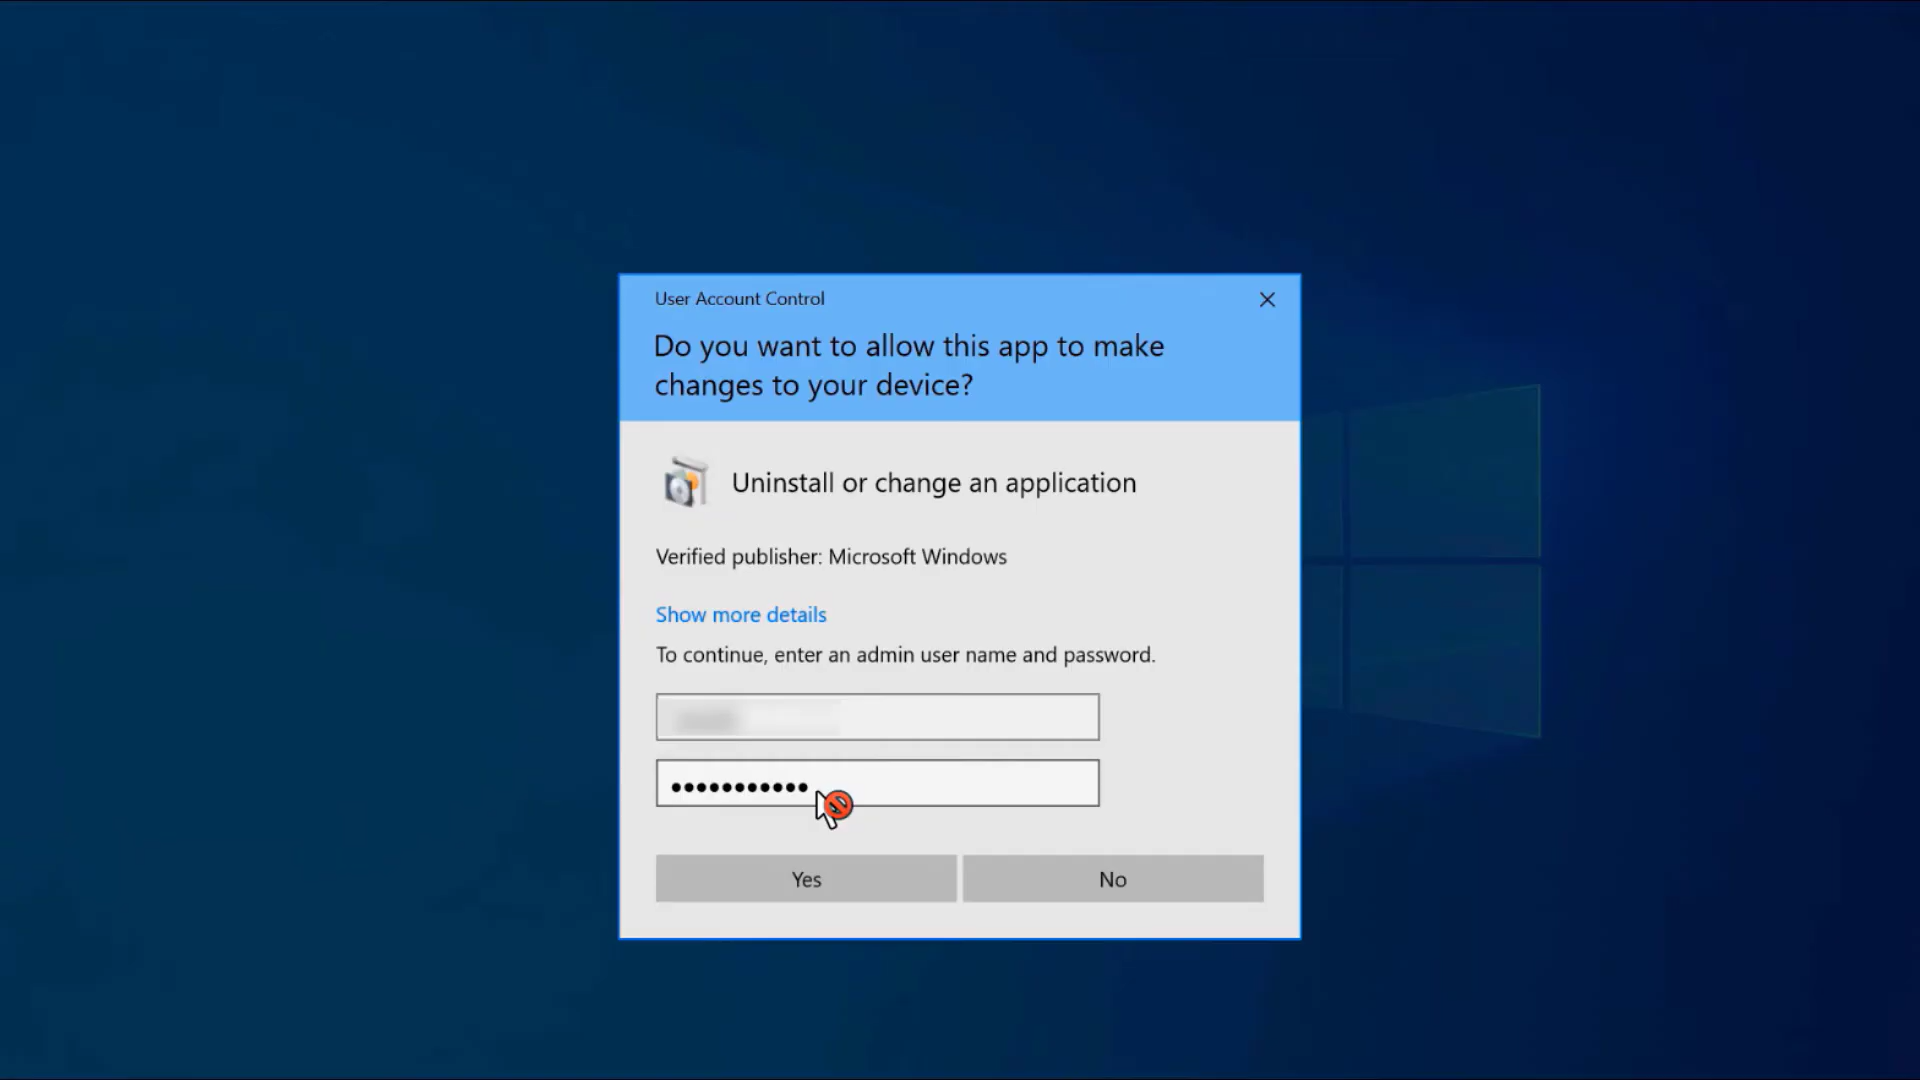 User Account Control
Do you want to allow this app to make
changes to your device?
Uninstall or change an application
Verified publisher: Microsoft Windows
Show more details
To continue, enter an admin user name and password.
•••••••••••
Yes
No